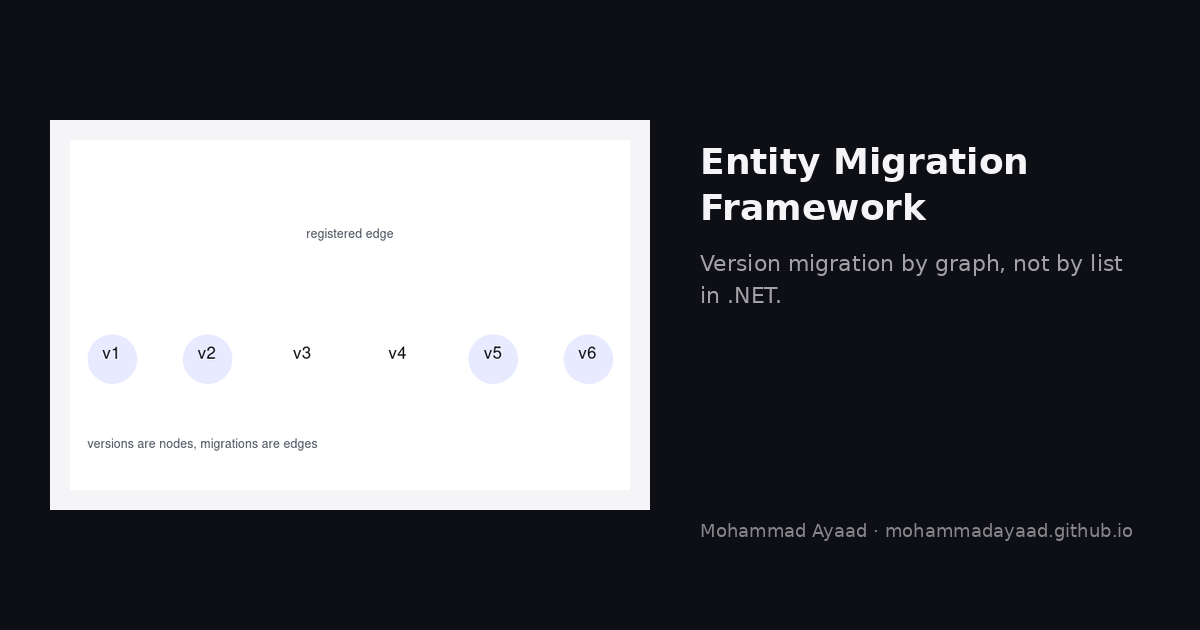 registered edge
v1 v2 v3 v4 v5 v6
versions are nodes, migrations are edges
Entity Migration
Framework
Version migration by graph, not by list
in .NET.
Mohammad Ayaad · mohammadayaad.github.io